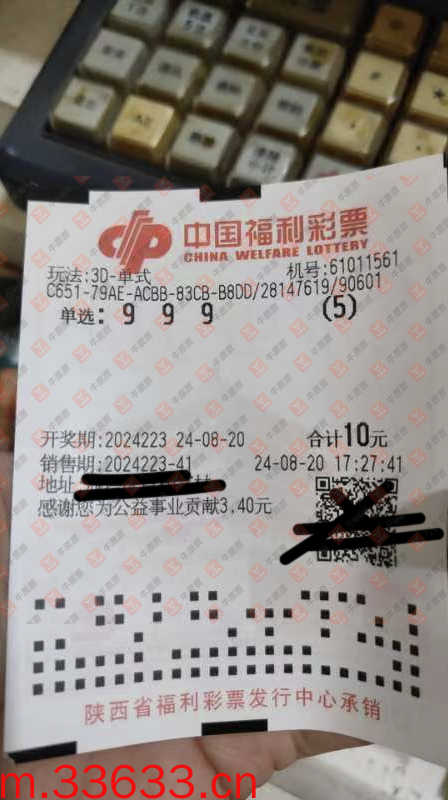 中国福利彩票
CHINA WELFARE LOTTERY
玩法:3D-单式 机号:61011561
C651-79AE-ACBB-83CB-B8DD/28147619/90601
单选: 9 9 9 (5)
开奖期:2024223 24-08-20 合计10元
销售期:2024223-41 24-08-20 17:27:41
地址
感谢您为公益事业贡献3.40元
陕西省福利彩票发行中心承销
m.33633.cn